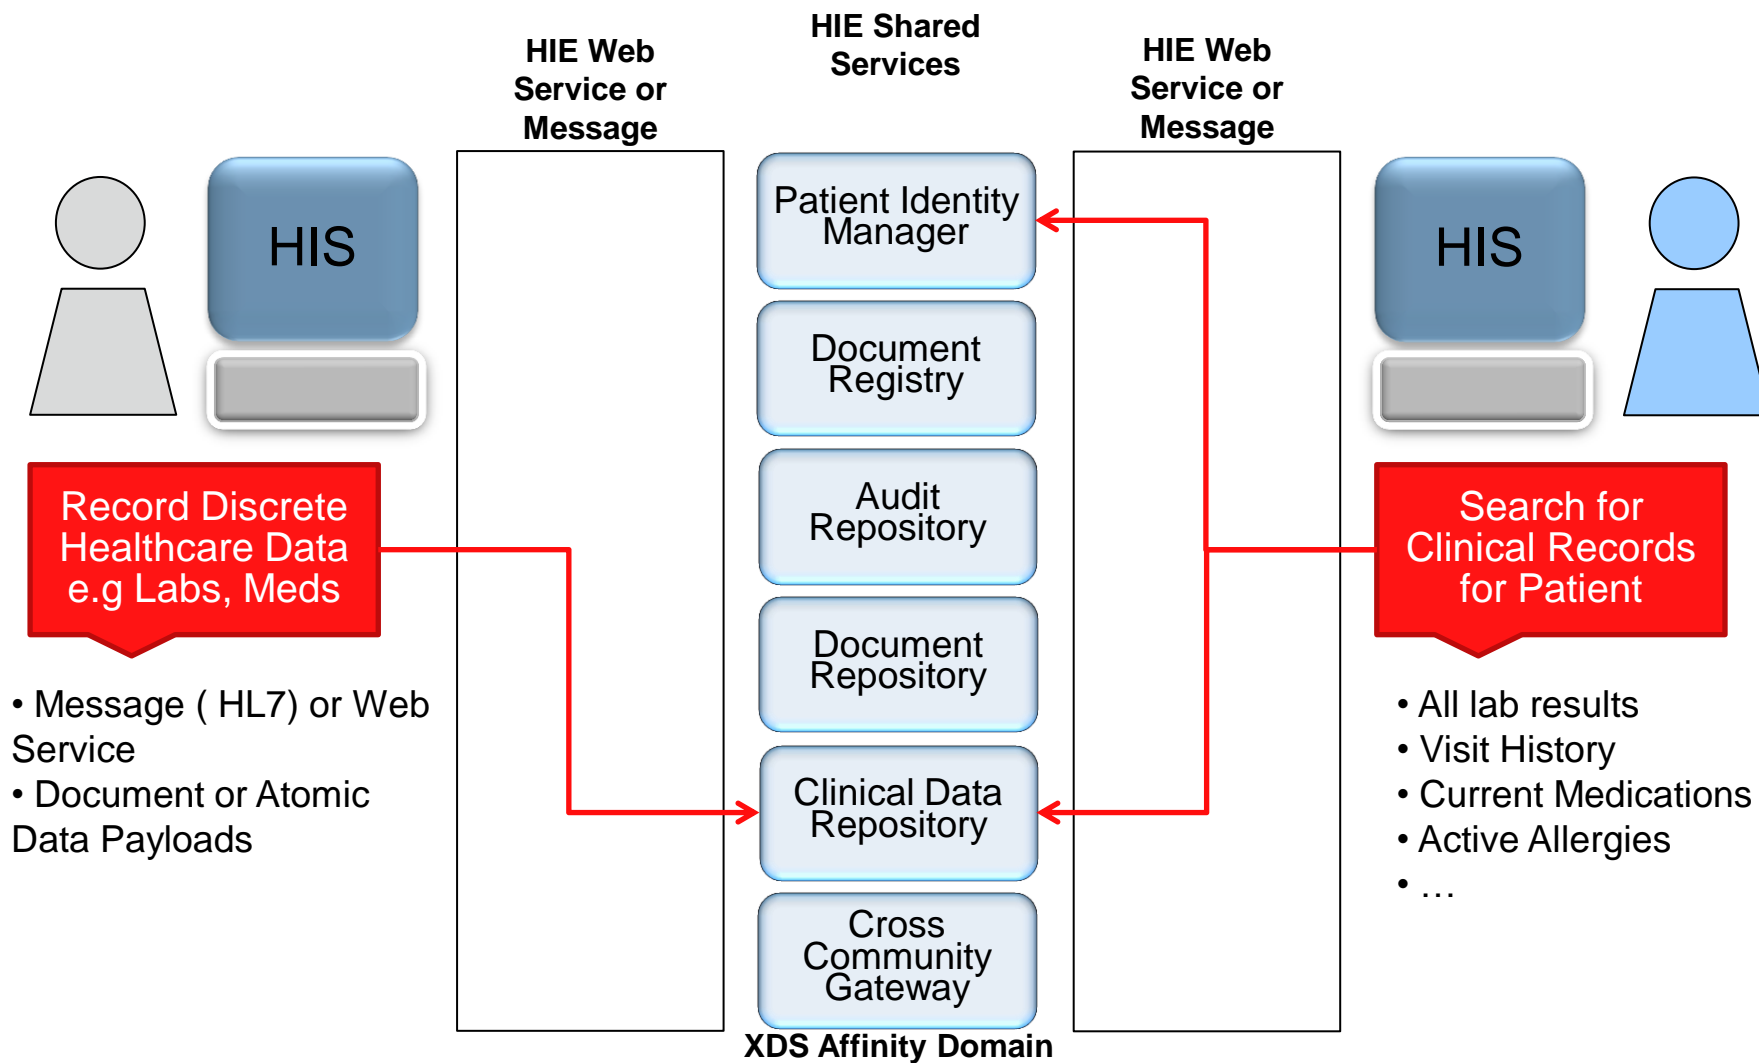 HIE Shared
Services
HIE Web
Service or
Message
HIE Web
Service or
Message
HIS
Patient Identity
Manager
HIS
Document
Registry
Record Discrete
Healthcare Data
e.g Labs, Meds
Audit
Repository
Search for
Clinical Records
for Patient
Document
Repository
• Message ( HL7) or Web
Service
• Document or Atomic
Data Payloads
Clinical Data
Repository
• All lab results
• Visit History
• Current Medications
• Active Allergies
• …
Cross
Community
Gateway
XDS Affinity Domain